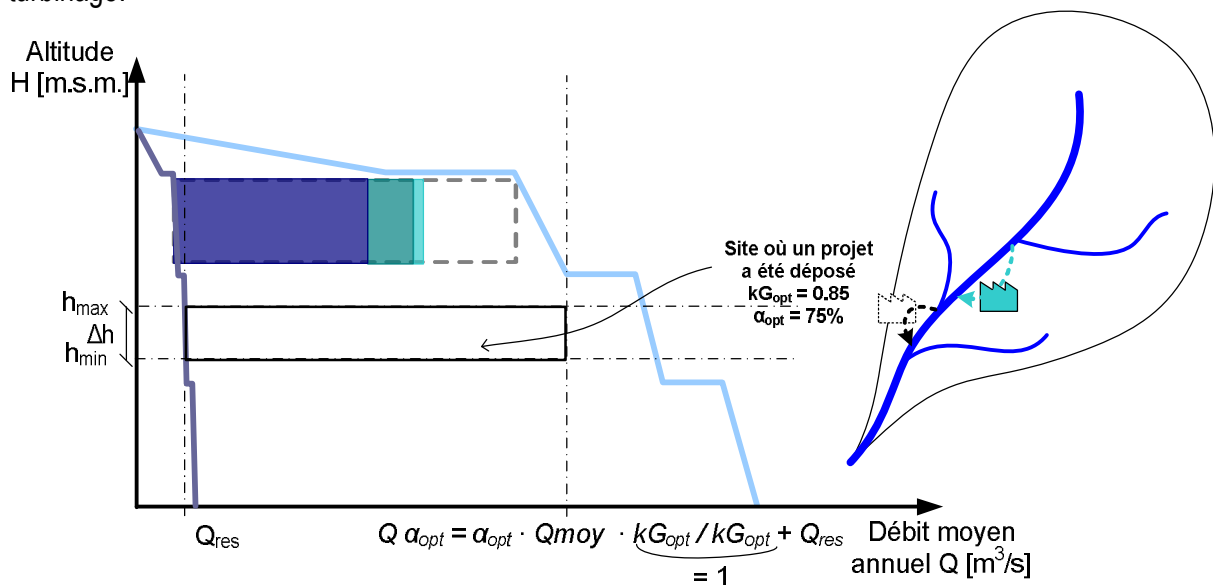 turbinage.
Altitude
H [m.s.m.]
Site où un projet
a été déposé
kGopt = 0.85
αopt = 75%
hmax
Δh
hmin
Qres
Q αopt = αopt · Qmoy · kGopt / kGopt + Qres
= 1
Débit moyen
annuel Q [m³/s]